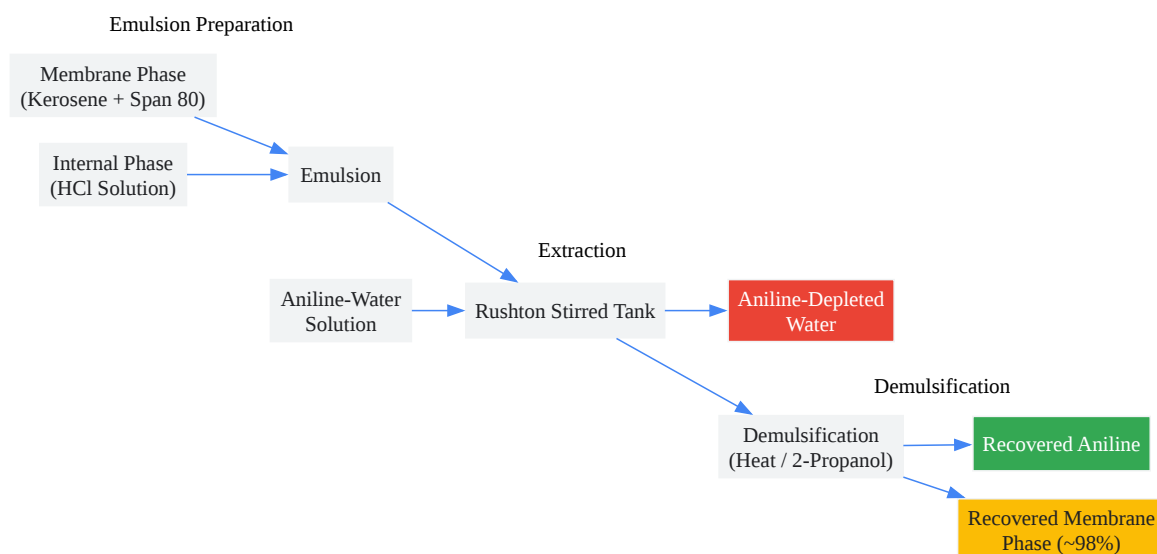 Emulsion Preparation
Membrane Phase
(Kerosene + Span 80)
Internal Phase
(HCl Solution)
Emulsion
Extraction
Aniline-Water
Solution
Rushton Stirred Tank
Aniline-Depleted
Water
Demulsification
Demulsification
(Heat / 2-Propanol)
Recovered Aniline
Recovered Membrane
Phase (~98%)